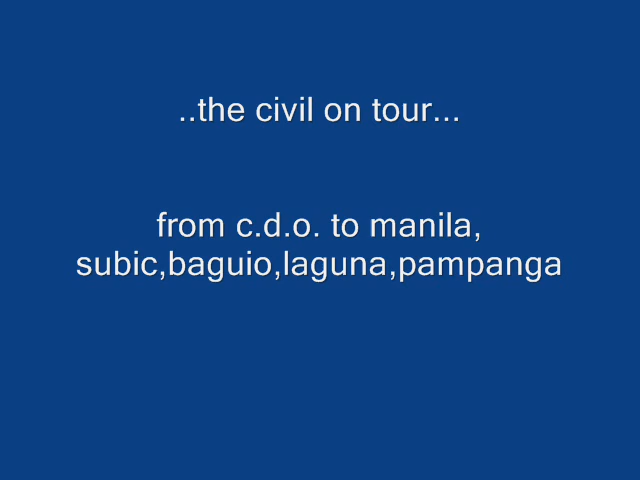 ..the civil on tour...
from c.d.o. to manila,
subic,baguio,laguna,pampanga